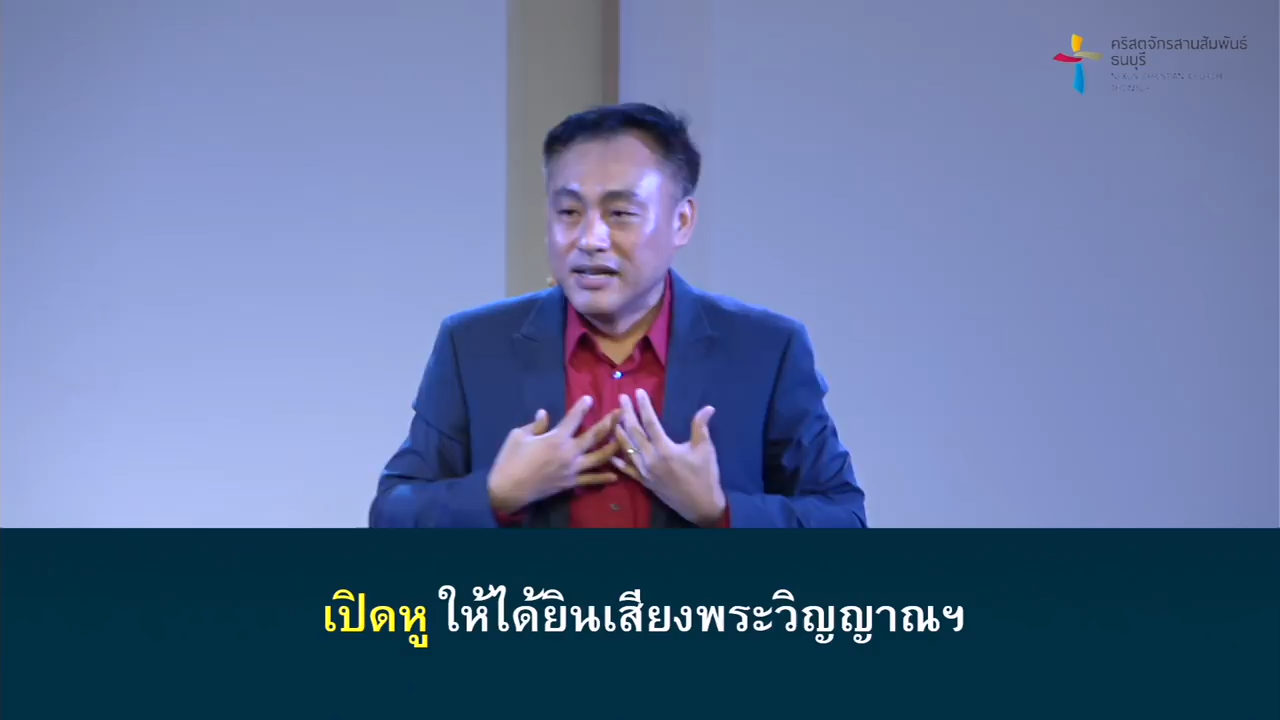 คริสตจักรสานสัมพันธ์
ธนบุรี
เปิดหู ให้ได้ยินเสียงพระวิญญาณฯ